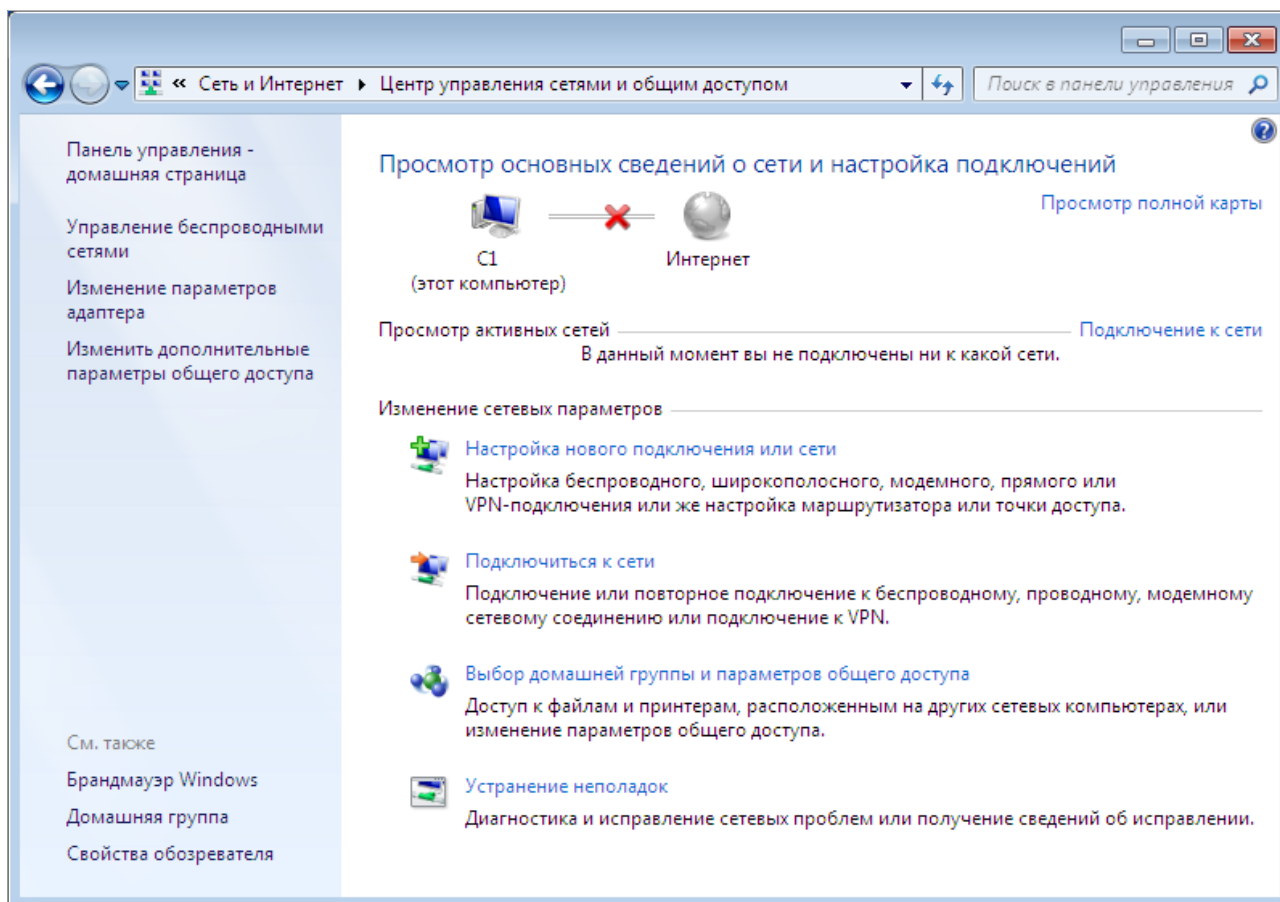 « Сеть и Интернет ▸ Центр управления сетями и общим доступом
Поиск в панели управления
Панель управления -
домашняя страница
Управление беспроводными
сетями
Изменение параметров
адаптера
Изменить дополнительные
параметры общего доступа
См. также
Брандмауэр Windows
Домашняя группа
Свойства обозревателя
Просмотр основных сведений о сети и настройка подключений
Просмотр полной карты
C1
(этот компьютер)
Интернет
Просмотр активных сетей
Подключение к сети
В данный момент вы не подключены ни к какой сети.
Изменение сетевых параметров
Настройка нового подключения или сети
Настройка беспроводного, широкополосного, модемного, прямого или
VPN-подключения или же настройка маршрутизатора или точки доступа.
Подключиться к сети
Подключение или повторное подключение к беспроводному, проводному, модемному
сетевому соединению или подключение к VPN.
Выбор домашней группы и параметров общего доступа
Доступ к файлам и принтерам, расположенным на других сетевых компьютерах, или
изменение параметров общего доступа.
Устранение неполадок
Диагностика и исправление сетевых проблем или получение сведений об исправлении.